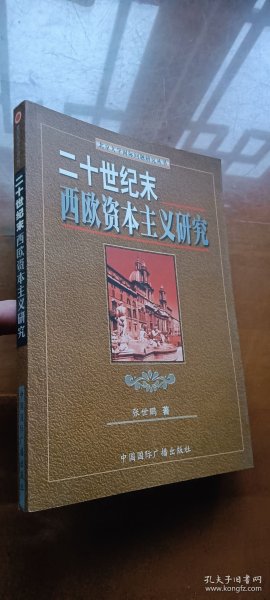 二十世纪末
西欧资本主义研究
张世鹏 著
中国国际广播出版社
二十世纪末 西欧资本主义研究
孔夫子旧书网
www.kongfz.com